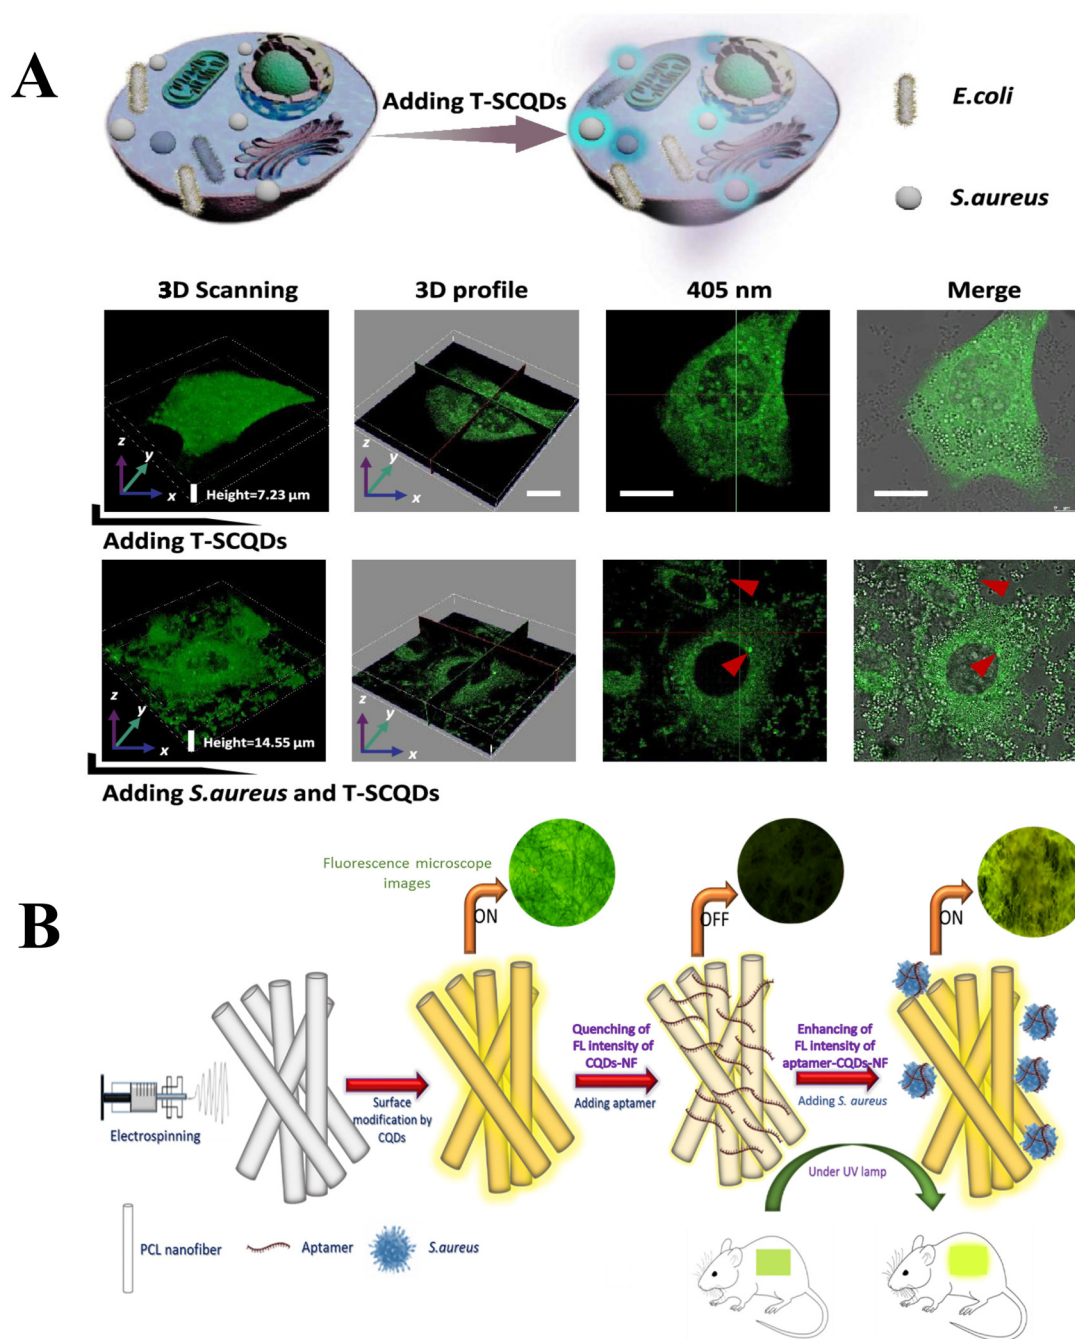 A
Adding T-SCQDs
E.coli
S.aureus
3D Scanning
3D profile
405 nm
Merge
z
y
x
Height=7.23 μm
z
y
x
Adding T-SCQDs
z
y
x
Height=14.55 μm
z
y
x
Adding S.aureus and T-SCQDs
B
Fluorescence microscope
images
ON
OFF
ON
Electrospinning
Surface
modification by
CQDs
Quenching of
FL intensity of
CQDs-NF
Adding aptamer
Enhancing of
FL intensity of
aptamer-CQDs-NF
Adding S. aureus
Under UV lamp
PCL nanofiber
Aptamer
S.aureus